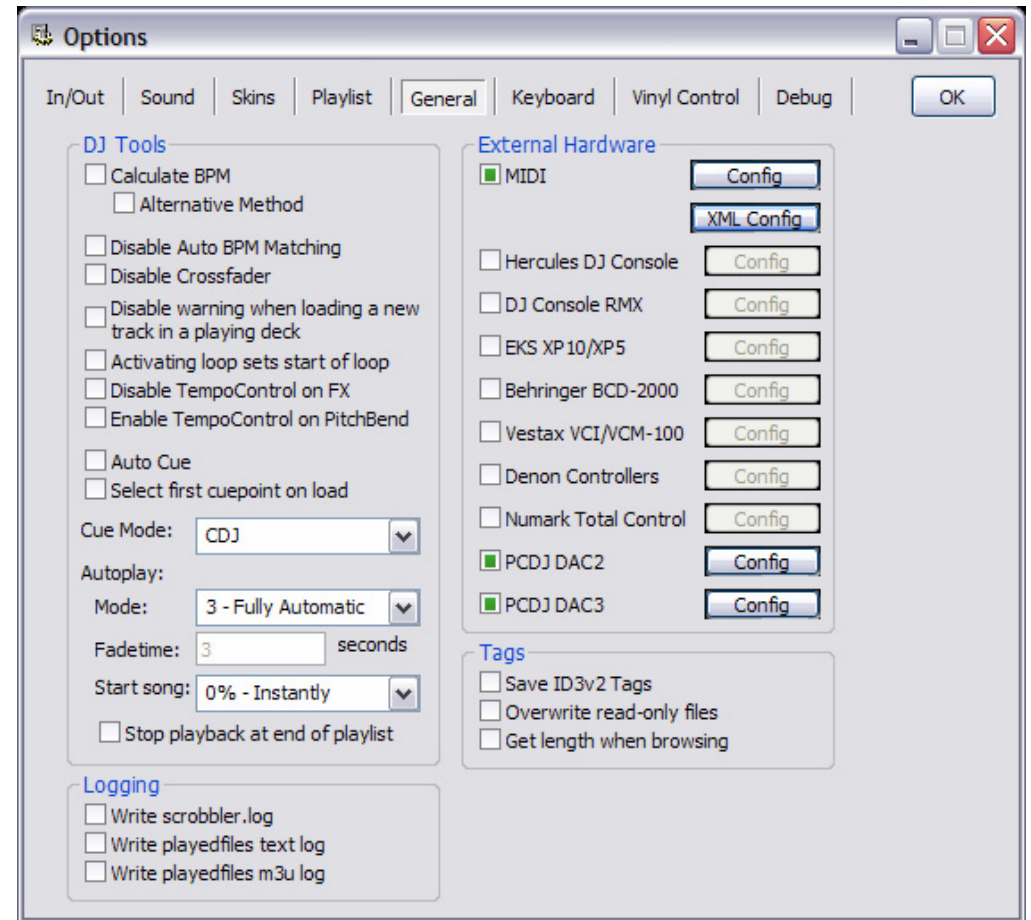 Options
In/Out
Sound
Skins
Playlist
General
Keyboard
Vinyl Control
Debug
OK
DJ Tools
Calculate BPM
Alternative Method
Disable Auto BPM Matching
Disable Crossfader
Disable warning when loading a new
track in a playing deck
Activating loop sets start of loop
Disable TempoControl on FX
Enable TempoControl on PitchBend
Auto Cue
Select first cuepoint on load
Cue Mode: CDJ
Autoplay:
Mode: 3 - Fully Automatic
Fadetime: 3 seconds
Start song: 0% - Instantly
Stop playback at end of playlist
Logging
Write scrobbler.log
Write playedfiles text log
Write playedfiles m3u log
External Hardware
MIDI Config
XML Config
Hercules DJ Console Config
DJ Console RMX Config
EKS XP10/XP5 Config
Behringer BCD-2000 Config
Vestax VCI/VCM-100 Config
Denon Controllers Config
Numark Total Control Config
PCDJ DAC2 Config
PCDJ DAC3 Config
Tags
Save ID3v2 Tags
Overwrite read-only files
Get length when browsing